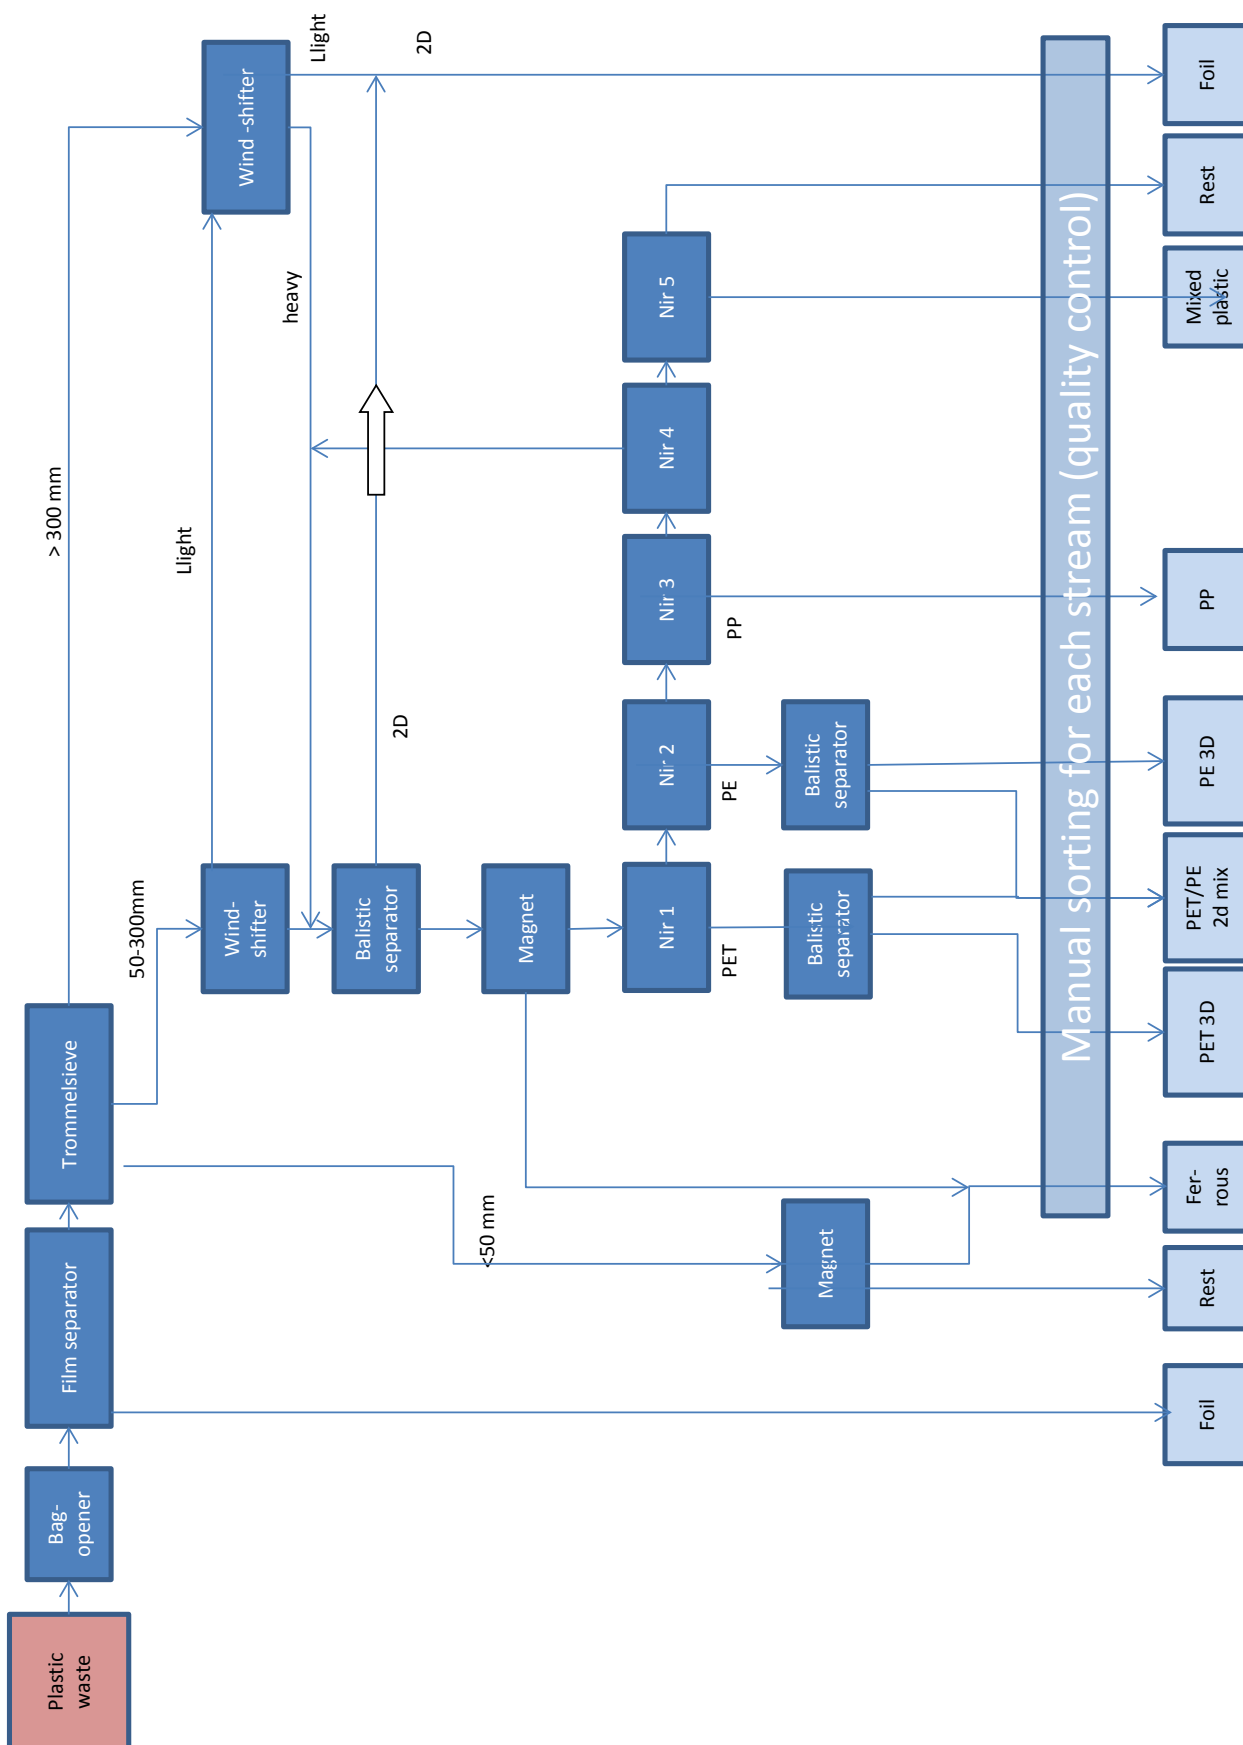 Plastic
waste
Bag-
opener
Film separator
Trommelsieve
> 300 mm
50-300mm
<50 mm
Wind-
shifter
Llight
Wind -shifter
Llight
heavy
2D
Balistic
separator
2D
Magnet
Nir 1
Nir 2
Nir 3
Nir 4
Nir 5
PET
PE
PP
Magnet
Balistic
separator
Balistic
separator
Manual sorting for each stream (quality control)
Foil
Rest
Fer-
rous
PET 3D
PET/PE
2d mix
PE 3D
PP
Mixed
plastic
Rest
Foil